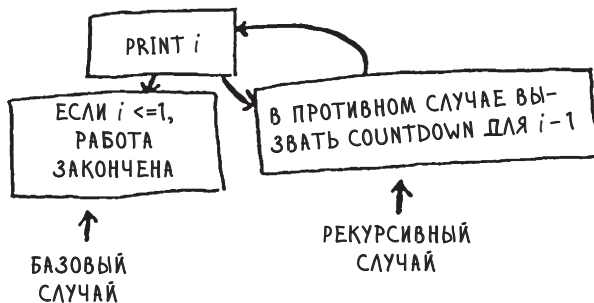 PRINT i
ЕСЛИ i <=1,
РАБОТА
ЗАКОНЧЕНА
В ПРОТИВНОМ СЛУЧАЕ ВЫ-
ЗВАТЬ COUNTDOWN ДЛЯ i-1
БАЗОВЫЙ
СЛУЧАЙ
РЕКУРСИВНЫЙ
СЛУЧАЙ